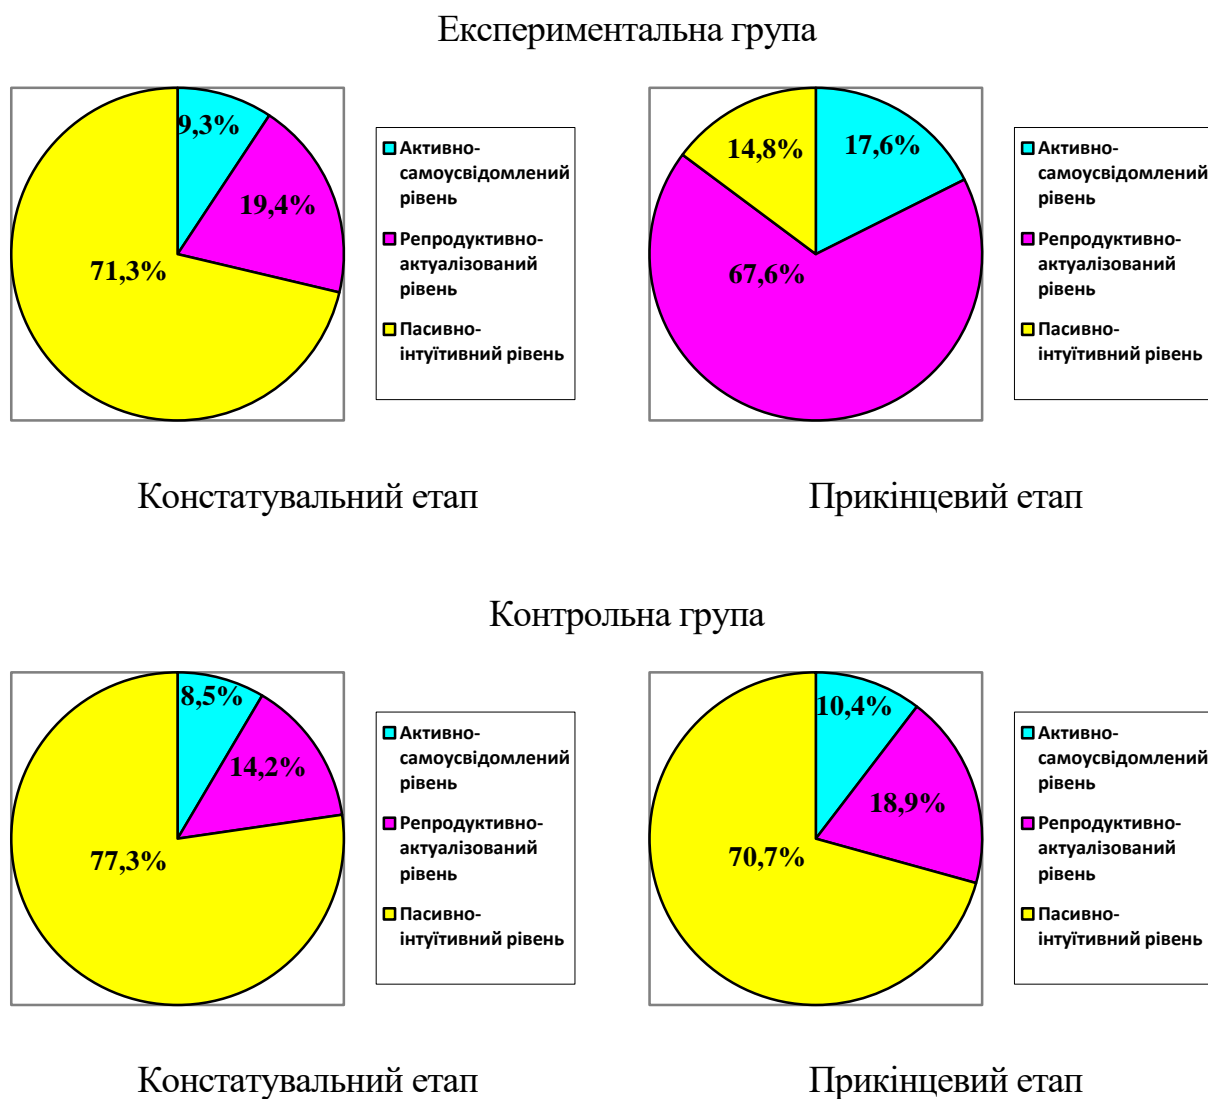 Експериментальна група
9,3%
19,4%
71,3%
Активно-
самоусвідомлений
рівень
Репродуктивно-
актуалізований
рівень
Пасивно-
інтуїтивний рівень
14,8%
17,6%
67,6%
Активно-
самоусвідомлений
рівень
Репродуктивно-
актуалізований
рівень
Пасивно-
інтуїтивний рівень
Констатувальний етап
Прикінцевий етап
Контрольна група
8,5%
14,2%
77,3%
Активно-
самоусвідомлений
рівень
Репродуктивно-
актуалізований
рівень
Пасивно-
інтуїтивний рівень
10,4%
18,9%
70,7%
Активно-
самоусвідомлений
рівень
Репродуктивно-
актуалізований
рівень
Пасивно-
інтуїтивний рівень
Констатувальний етап
Прикінцевий етап